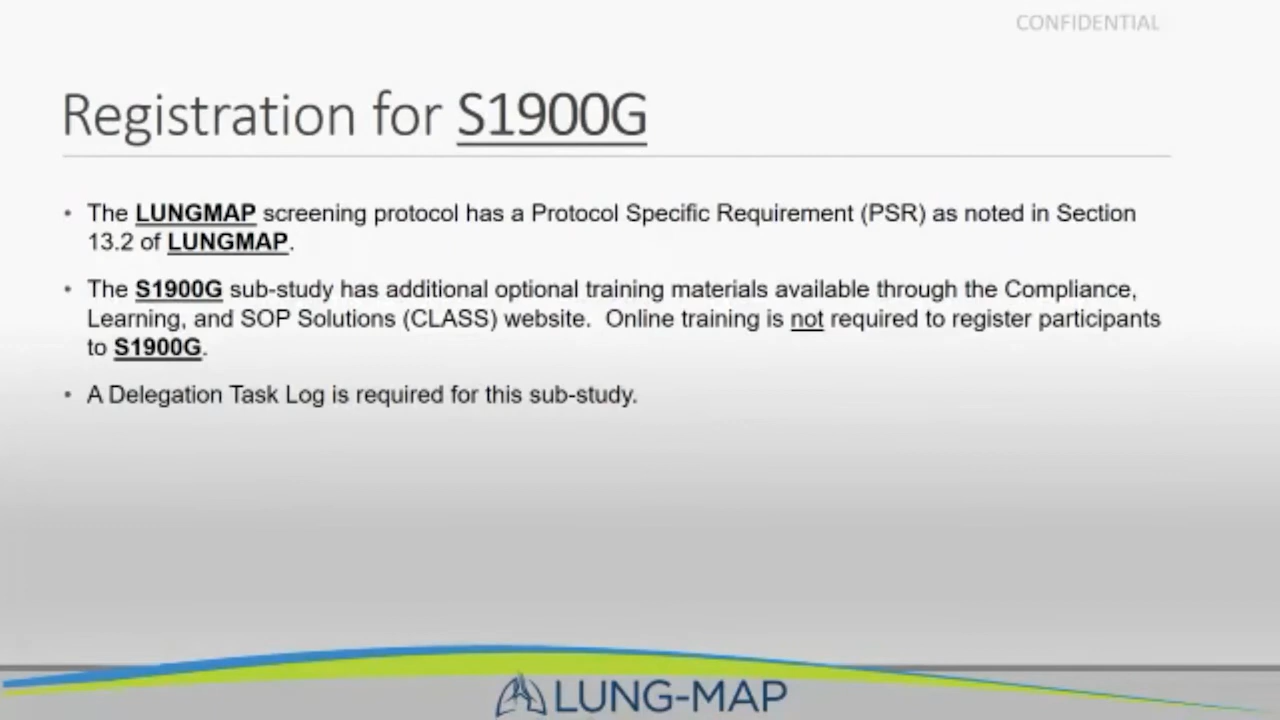 CONFIDENTIAL
Registration for S1900G
• The LUNGMAP screening protocol has a Protocol Specific Requirement (PSR) as noted in Section
13.2 of LUNGMAP.
• The S1900G sub-study has additional optional training materials available through the Compliance,
Learning, and SOP Solutions (CLASS) website. Online training is not required to register participants
to S1900G.
• A Delegation Task Log is required for this sub-study.
LUNG-MAP